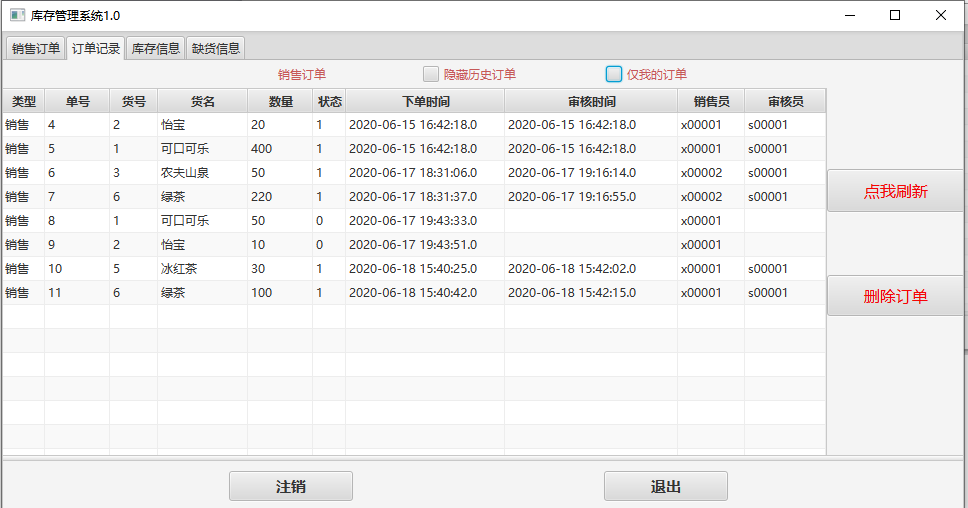 库存管理系统1.0
销售订单 订单记录 库存信息 缺货信息
销售订单 隐藏历史订单 仅我的订单
类型 单号 货号 货名 数量 状态 下单时间 审核时间 销售员 审核员
销售 4 2 怡宝 20 1 2020-06-15 16:42:18.0 2020-06-15 16:42:18.0 x00001 s00001
销售 5 1 可口可乐 400 1 2020-06-15 16:42:18.0 2020-06-15 16:42:18.0 x00001 s00001
销售 6 3 农夫山泉 50 1 2020-06-17 18:31:06.0 2020-06-17 19:16:14.0 x00002 s00001
销售 7 6 绿茶 220 1 2020-06-17 18:31:37.0 2020-06-17 19:16:55.0 x00002 s00001
销售 8 1 可口可乐 50 0 2020-06-17 19:43:33.0 x00001
销售 9 2 怡宝 10 0 2020-06-17 19:43:51.0 x00001
销售 10 5 冰红茶 30 1 2020-06-18 15:40:25.0 2020-06-18 15:42:02.0 x00001 s00001
销售 11 6 绿茶 100 1 2020-06-18 15:40:42.0 2020-06-18 15:42:15.0 x00001 s00001
点我刷新
删除订单
注销 退出